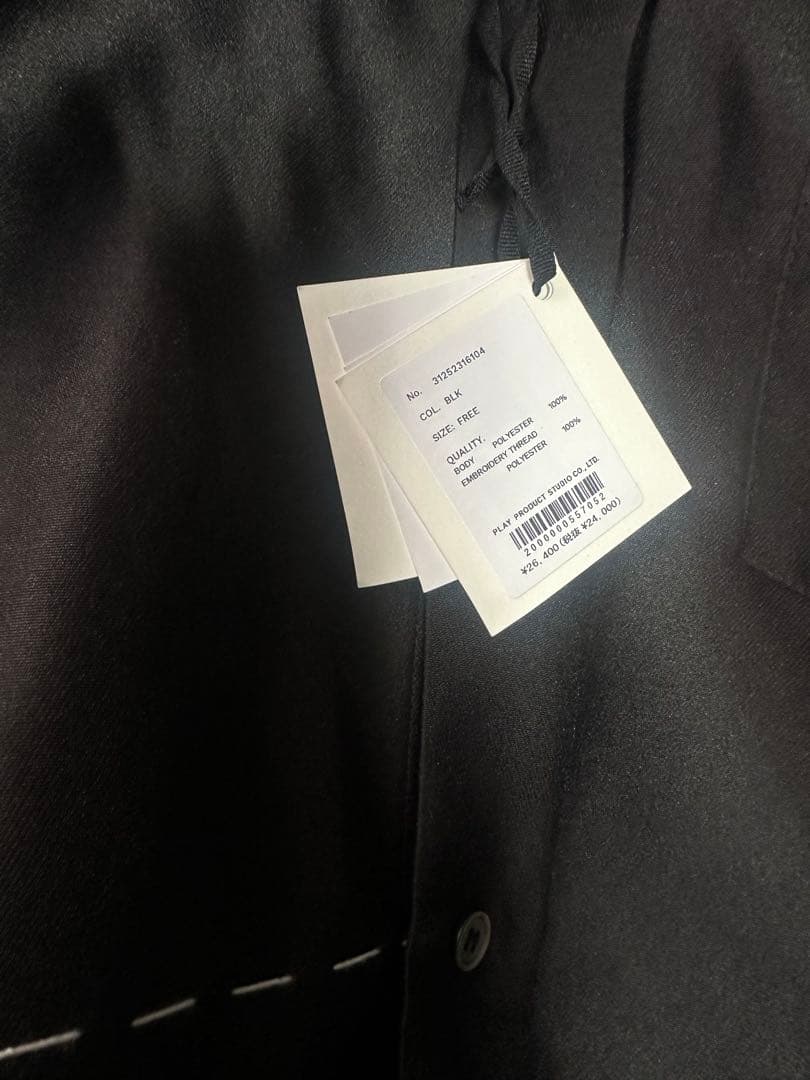 No. 31252316104
COL. BLK
SIZE: FREE
QUALITY.
BODY POLYESTER 100%
EMBROIDERY THREAD
POLYESTER 100%
PLAY PRODUCT STUDIO CO.,LTD.
2000000557052
¥26,400(税抜 ¥24,000)